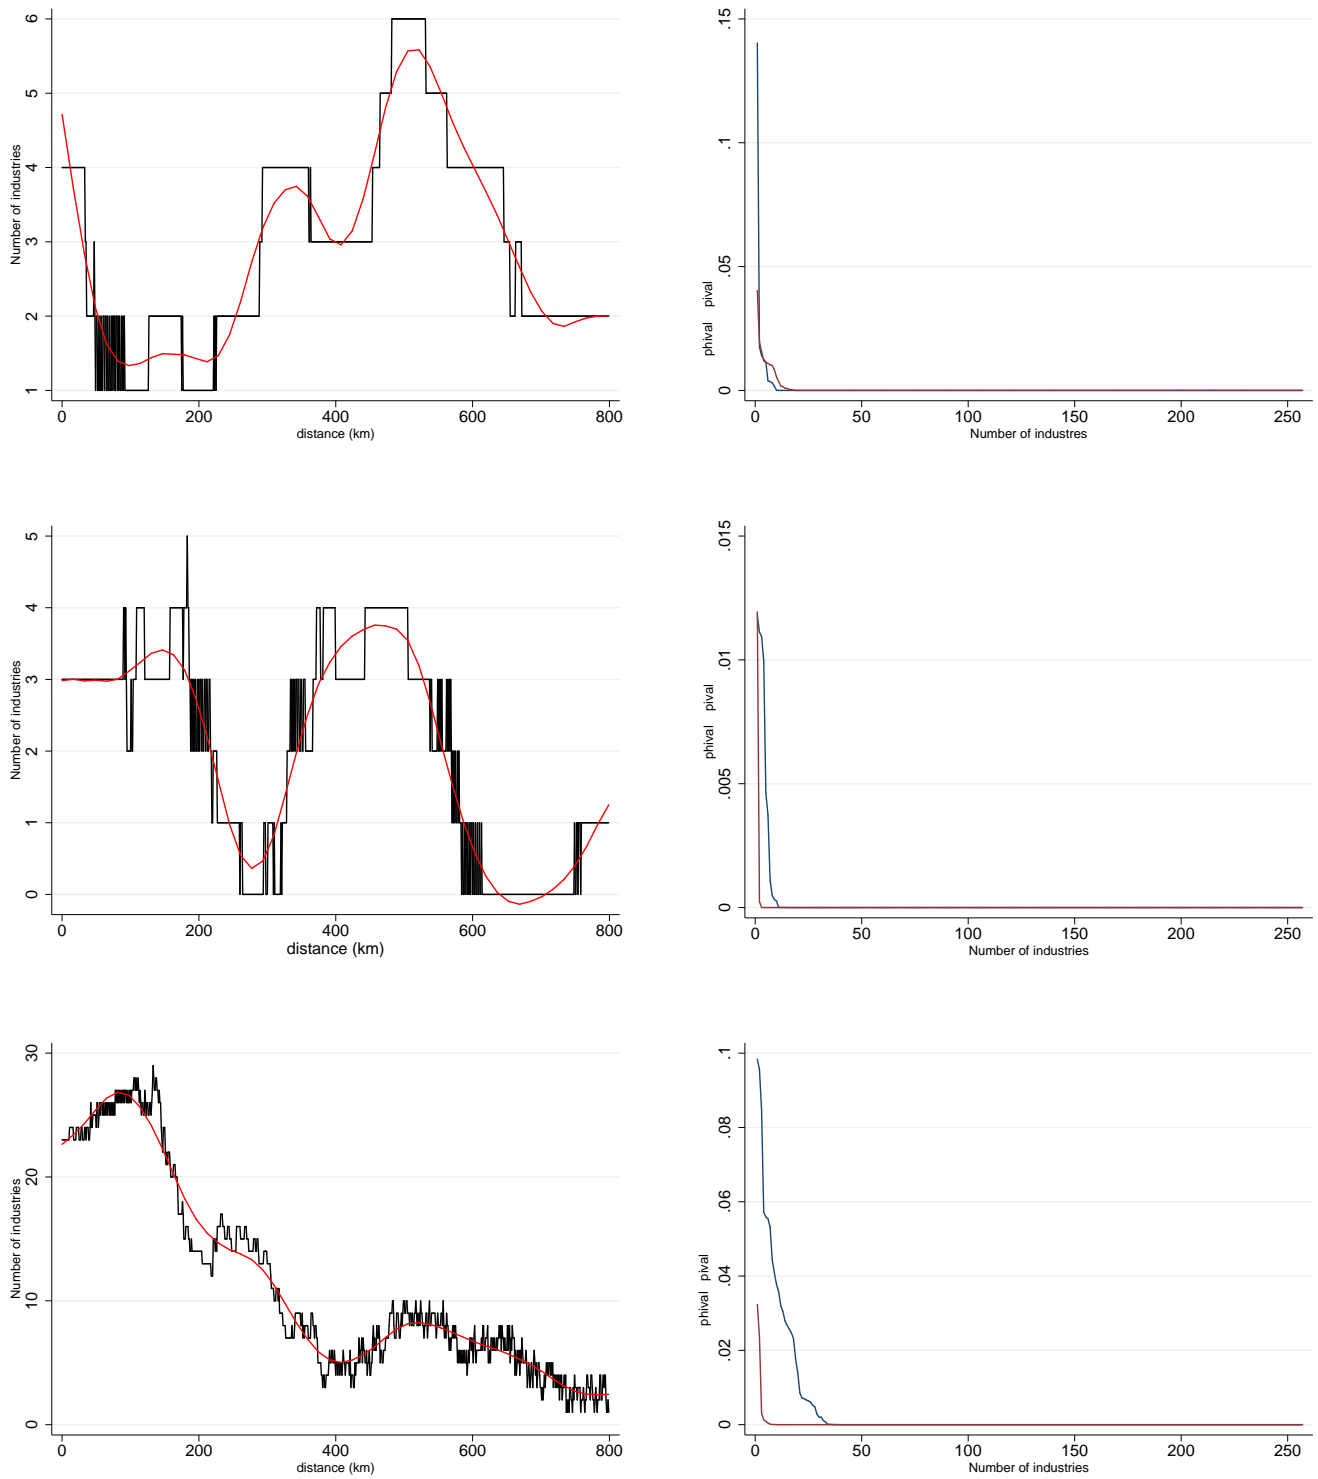 Number of industries
6
5
4
3
2
1
0 200 400 600 800
distance (km)
phival pival
.15
.1
.05
0
0 50 100 150 200 250
Number of industres
Number of industries
5
4
3
2
1
0
0 200 400 600 800
distance (km)
phival pival
.015
.01
.005
0
0 50 100 150 200 250
Number of industries
Number of industries
30
20
10
0
0 200 400 600 800
distance (km)
phival pival
.1
.08
.06
.04
.02
0
0 50 100 150 200 250
Number of industries